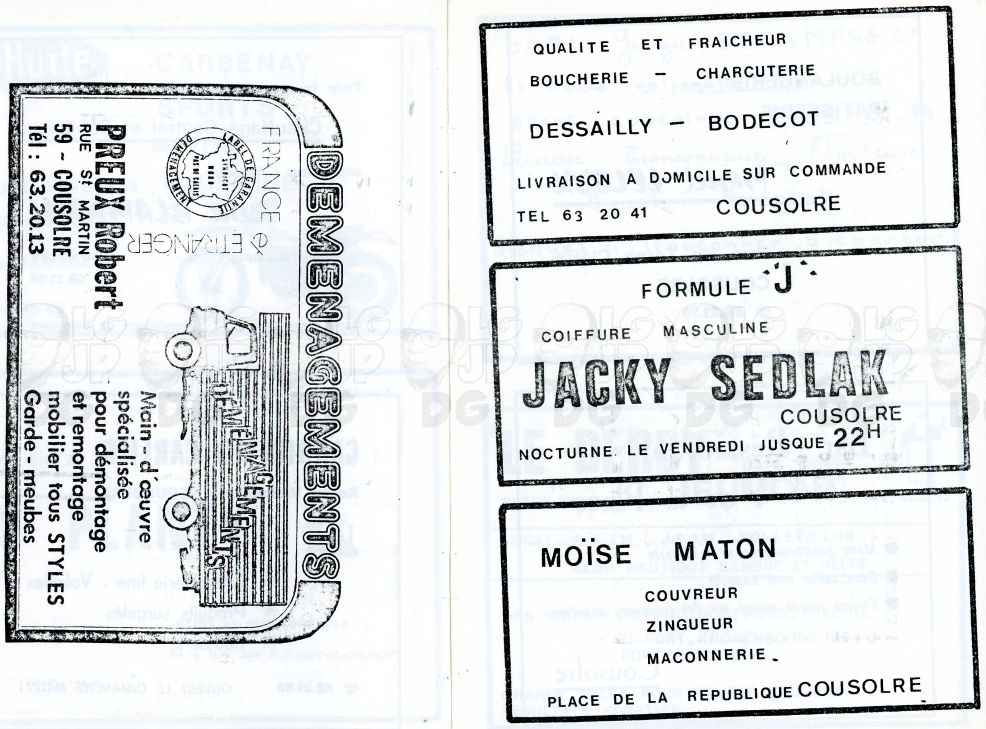 DEMENAGEMENTS
FRANCE
LABEL DE GARANTIE
DEMENAGEMENTS
& ETRANGER
PREUX Robert
RUE St MARTIN
59 - COUSOLRE
Tél : 63.20.13
Main - d'œuvre
spécialisée
pour démontage
et remontage
mobilier tous STYLES
Garde - meubes
QUALITE ET FRAICHEUR
BOUCHERIE - CHARCUTERIE
DESSAILLY - BODECOT
LIVRAISON A DOMICILE SUR COMMANDE
TEL 63 20 41 COUSOLRE
FORMULE J
COIFFURE MASCULINE
JACKY SEDLAK
COUSOLRE
NOCTURNE. LE VENDREDI JUSQUE 22H
MOÏSE MATON
COUVREUR
ZINGUEUR
MACONNERIE
PLACE DE LA REPUBLIQUE COUSOLRE